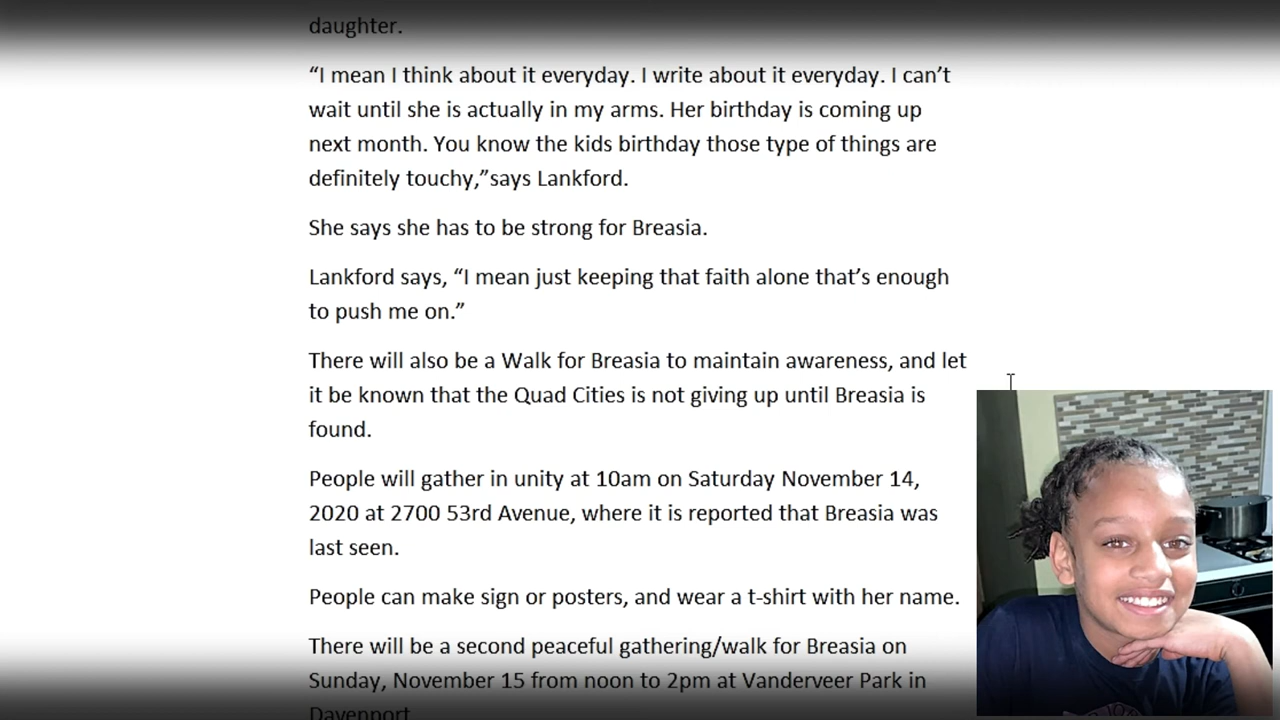 daughter.
“I mean I think about it everyday. I write about it everyday. I can’t
wait until she is actually in my arms. Her birthday is coming up
next month. You know the kids birthday those type of things are
definitely touchy,”says Lankford.
She says she has to be strong for Breasia.
Lankford says, “I mean just keeping that faith alone that’s enough
to push me on.”
There will also be a Walk for Breasia to maintain awareness, and let
it be known that the Quad Cities is not giving up until Breasia is
found.
People will gather in unity at 10am on Saturday November 14,
2020 at 2700 53rd Avenue, where it is reported that Breasia was
last seen.
People can make sign or posters, and wear a t-shirt with her name.
There will be a second peaceful gathering/walk for Breasia on
Sunday, November 15 from noon to 2pm at Vanderveer Park in
Davenport